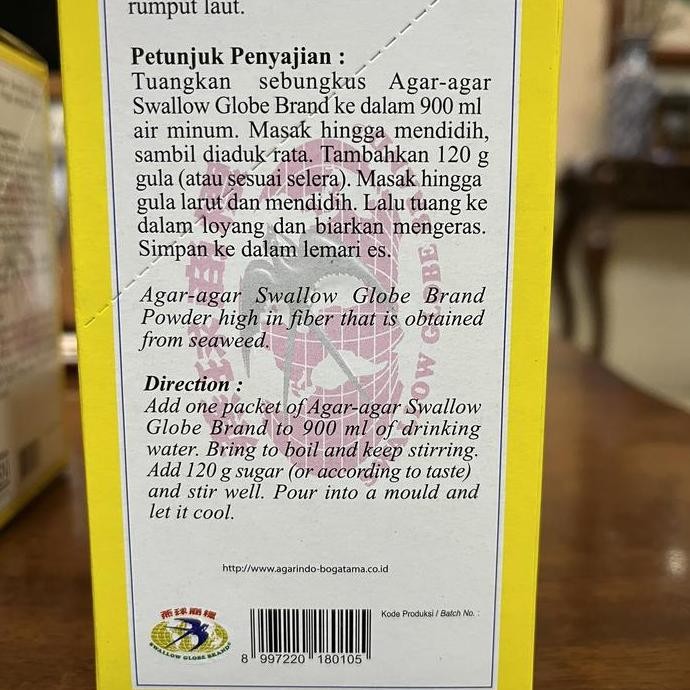 rumput laut.
Petunjuk Penyajian :
Tuangkan sebungkus Agar-agar
Swallow Globe Brand ke dalam 900 ml
air minum. Masak hingga mendidih,
sambil diaduk rata. Tambahkan 120 g
gula (atau sesuai selera). Masak hingga
gula larut dan mendidih. Lalu tuang ke
dalam loyang dan biarkan mengeras.
Simpan ke dalam lemari es.
Agar-agar Swallow Globe Brand
Powder high in fiber that is obtained
from seaweed.
Direction :
Add one packet of Agar-agar Swallow
Globe Brand to 900 ml of drinking
water. Bring to boil and keep stirring.
Add 120 g sugar (or according to taste)
and stir well. Pour into a mould and
let it cool.
http://www.agarindo-bogatama.co.id
燕球商標
SWALLOW GLOBE BRAND
Kode Produksi / Batch No. :
8 997220 180105